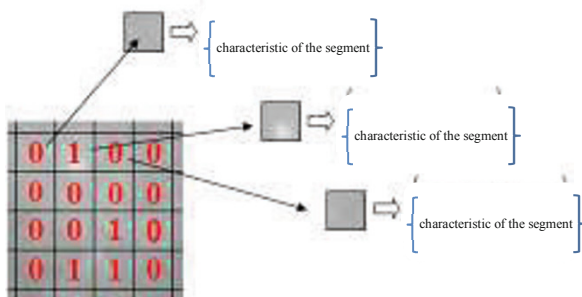 characteristic of the segment
characteristic of the segment
0 1 0 0
0 0 0 0
characteristic of the segment
0 0 1 0
0 1 1 0